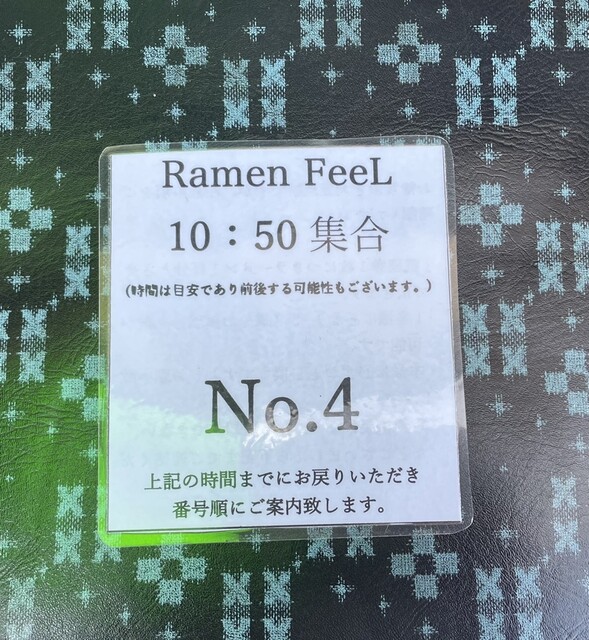 Ramen FeeL
10：50 集合
（時間は目安であり前後する可能性もございます。）
No.4
上記の時間までにお戻りいただき
番号順にご案内致します。